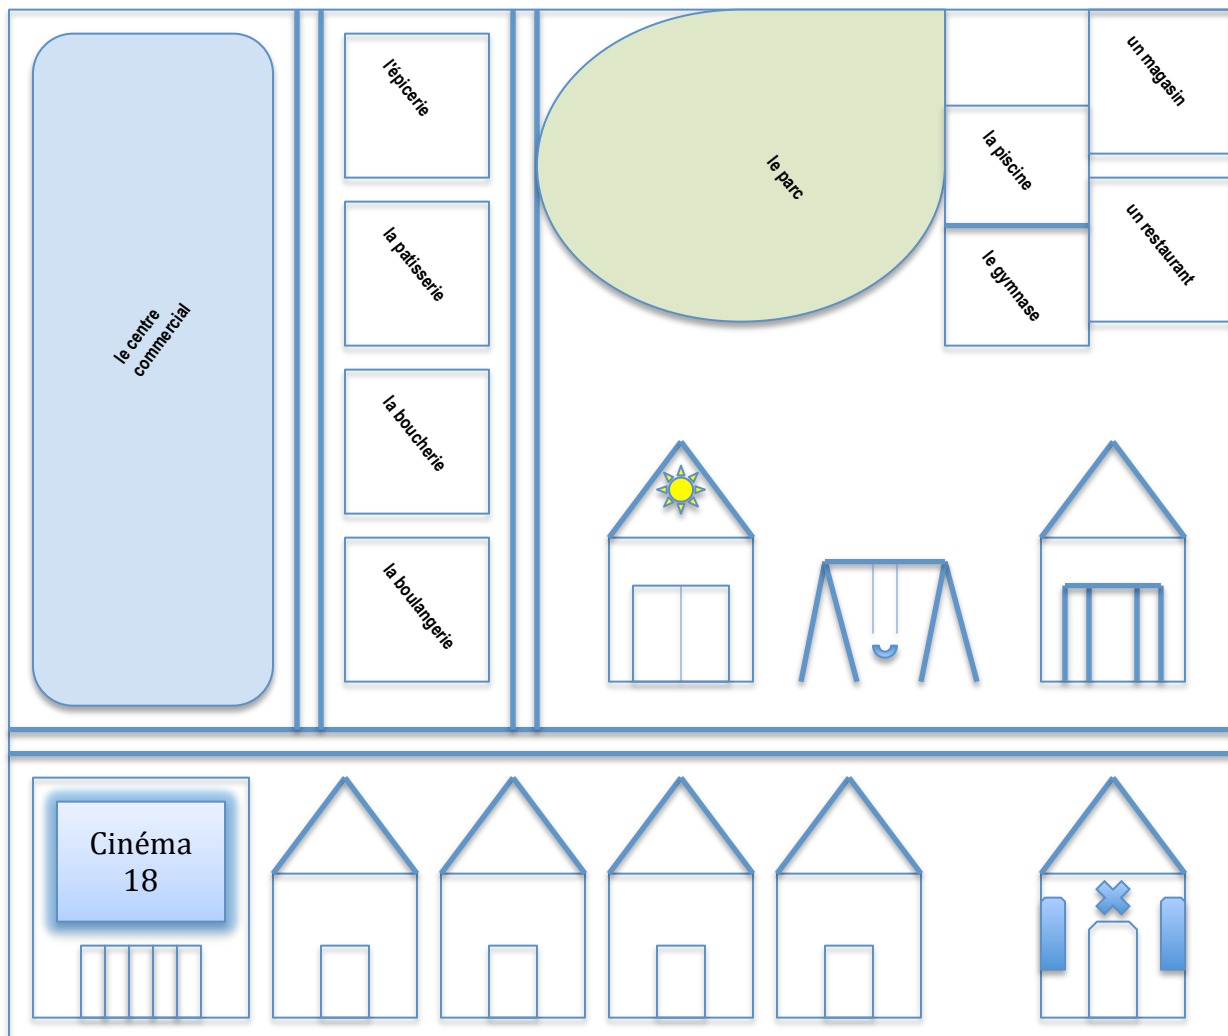 l'épicerie
la patisserie
la boucherie
la boulangerie
le centre
commercial
le parc
la piscine
le gymnase
un magasin
un restaurant
Cinéma
18